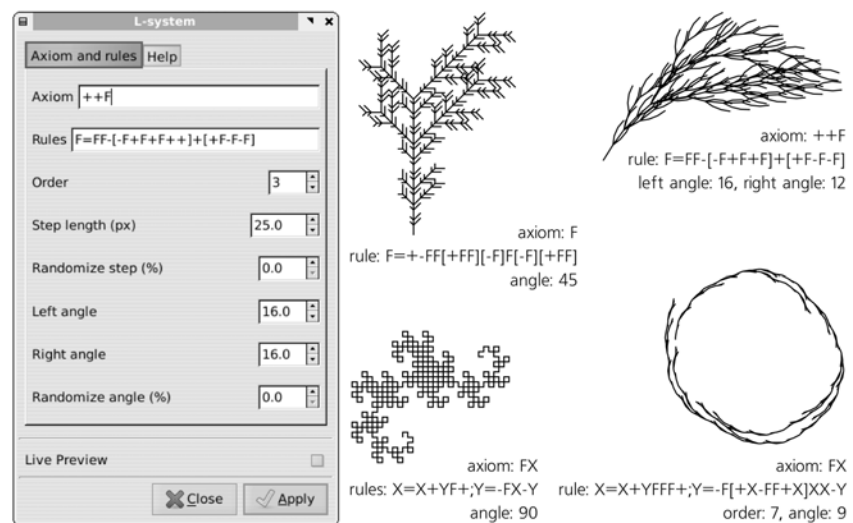 L-system
Axiom and rules Help
Axiom ++F
Rules F=FF-[-F+F+F++]+[+F-F-F]
Order 3
Step length (px) 25.0
Randomize step (%) 0.0
Left angle 16.0
Right angle 16.0
Randomize angle (%) 0.0
Live Preview
Close Apply
axiom: F
rule: F=+-FF[+FF][-F]F[-F][+FF]
angle: 45
axiom: ++F
rule: F=FF-[-F+F+F]+[+F-F-F]
left angle: 16, right angle: 12
axiom: FX
rules: X=X+YF+;Y=-FX-Y
angle: 90
axiom: FX
rule: X=X+YFFF+;Y=-F[+X-FF+X]XX-Y
order: 7, angle: 9